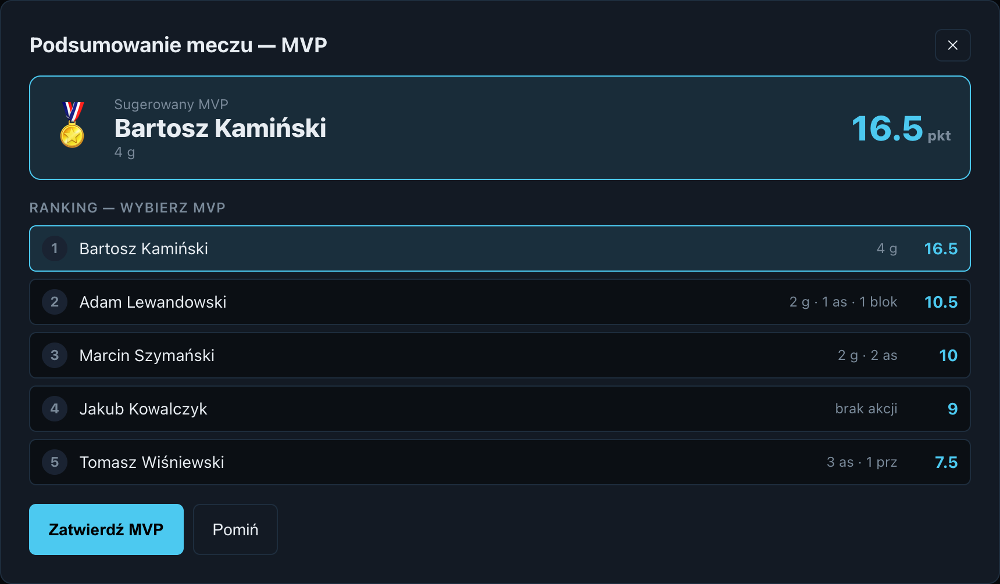 Podsumowanie meczu — MVP
Sugerowany MVP
Bartosz Kamiński
4 g
16.5 pkt
RANKING — WYBIERZ MVP
1 Bartosz Kamiński 4 g 16.5
2 Adam Lewandowski 2 g · 1 as · 1 blok 10.5
3 Marcin Szymański 2 g · 2 as 10
4 Jakub Kowalczyk brak akcji 9
5 Tomasz Wiśniewski 3 as · 1 prz 7.5
Zatwierdź MVP Pomiń